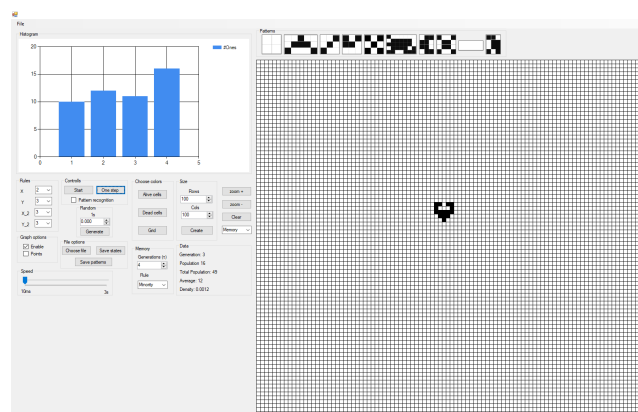 File
Histogram
Patterns
20
#Ones
15
10
5
0
0 1 2 3 4 5
Rules
Controlls
Choose colors
Size
X 2
Start
One step
Alive cells
Rows
zoom +
Y 3
Pattern recognition
100
zoom -
X_2 3
Random
Dead cells
Cols
Y_2 3
0.000
100
Clear
Generate
Grid
Create
Memory
Graph options
Enable
Points
File options
Choose file
Save states
Save patterns
Memory
Generations (τ)
4
Rule
Minority
Data
Generation: 3
Population 16
Total Population: 49
Average: 12
Density: 0.0012
Speed
10ms
3s